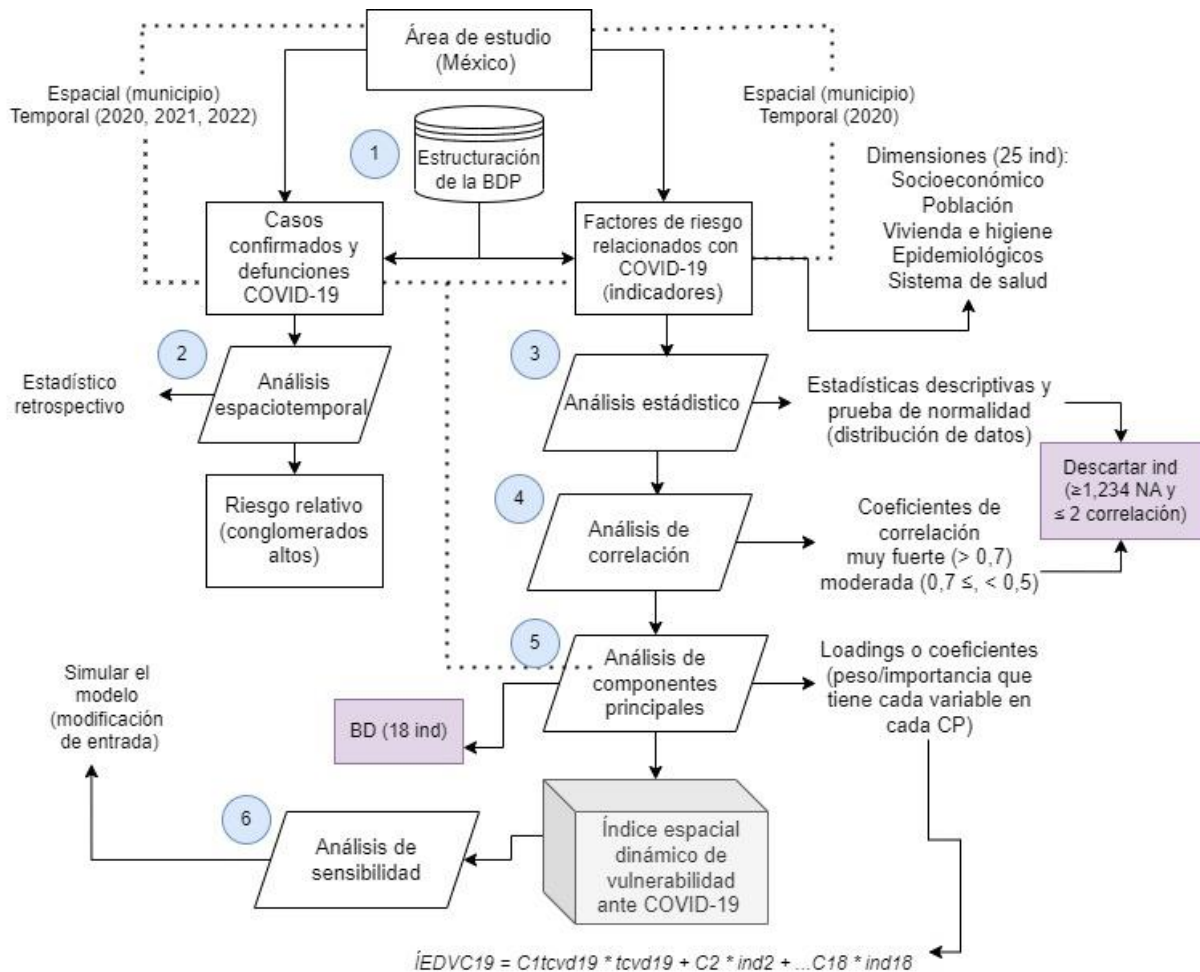 Área de estudio
(México)
Espacial (municipio)
Temporal (2020, 2021, 2022)
Espacial (municipio)
Temporal (2020)
1
Estructuración
de la BDP
Dimensiones (25 ind):
Socioeconómico
Población
Vivienda e higiene
Epidemiológicos
Sistema de salud
Casos
confirmados y
defunciones
COVID-19
Factores de riesgo
relacionados con
COVID-19
(indicadores)
2
Análisis
espaciotemporal
Estadístico
retrospectivo
Riesgo relativo
(conglomerados
altos)
3
Análisis estádistico
Estadísticas descriptivas y
prueba de normalidad
(distribución de datos)
Descartar ind
(≥1,234 NA y
≤ 2 correlación)
4
Análisis de
correlación
Coeficientes de
correlación
muy fuerte (> 0,7)
moderada (0,7 ≤, < 0,5)
5
Análisis de
componentes
principales
Loadings o coeficientes
(peso/importancia que
tiene cada variable en
cada CP)
BD (18 ind)
Simular el
modelo
(modificación
de entrada)
6
Análisis de
sensibilidad
Índice espacial
dinámico de
vulnerabilidad
ante COVID-19
íEDVC19 = C1tcvd19 * tcvd19 + C2 * ind2 + ...C18 * ind18